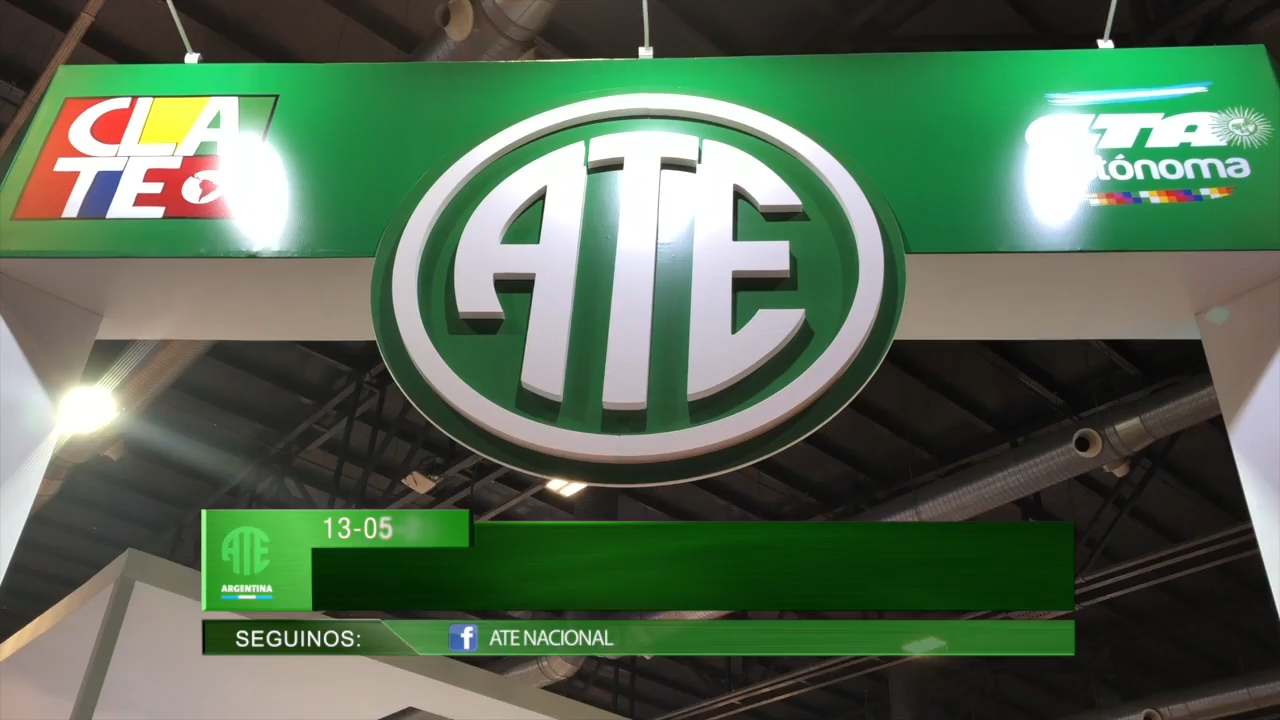 CLA
TE
ATE
CTA
autónoma
13-05
ATE
ARGENTINA
SEGUINOS:
ATE NACIONAL